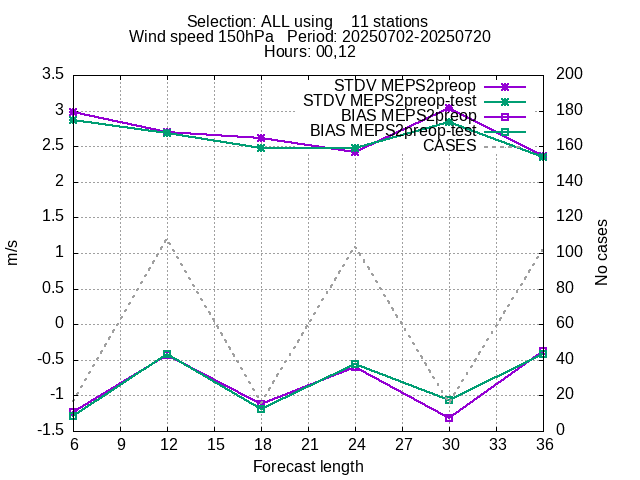 Selection: ALL using    11 stations
Wind speed 150hPa   Period: 20250702-20250720
Hours: 00,12
STDV MEPS2preop
STDV MEPS2preop-test
BIAS MEPS2preop
BIAS MEPS2preop-test
CASES
3.5
3
2.5
2
1.5
1
0.5
0
-0.5
-1
-1.5
m/s
200
180
160
140
120
100
80
60
40
20
0
No cases
6 9 12 15 18 21 24 27 30 33 36
Forecast length